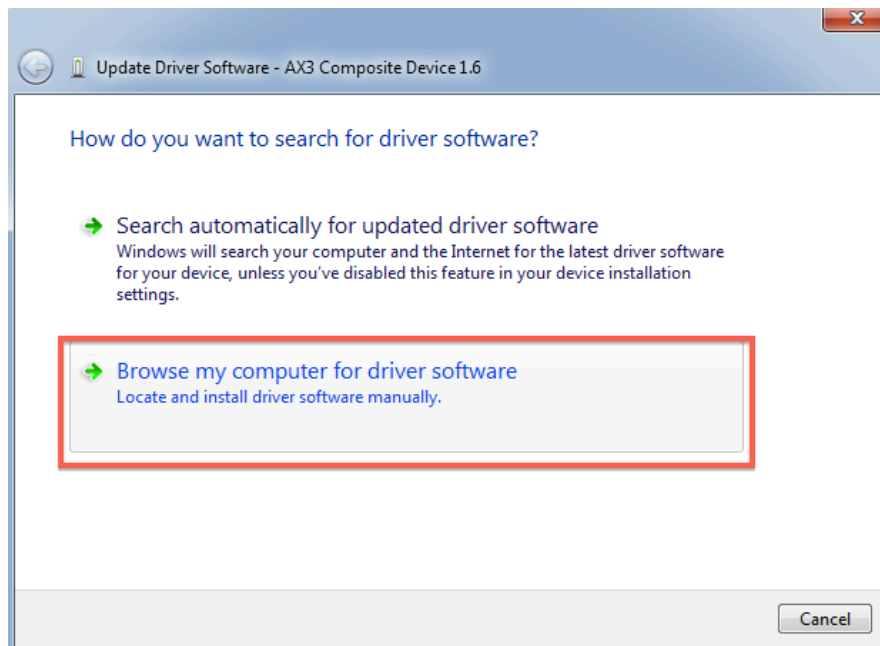 Update Driver Software - AX3 Composite Device 1.6
How do you want to search for driver software?
Search automatically for updated driver software
Windows will search your computer and the Internet for the latest driver software
for your device, unless you've disabled this feature in your device installation
settings.
Browse my computer for driver software
Locate and install driver software manually.
Cancel